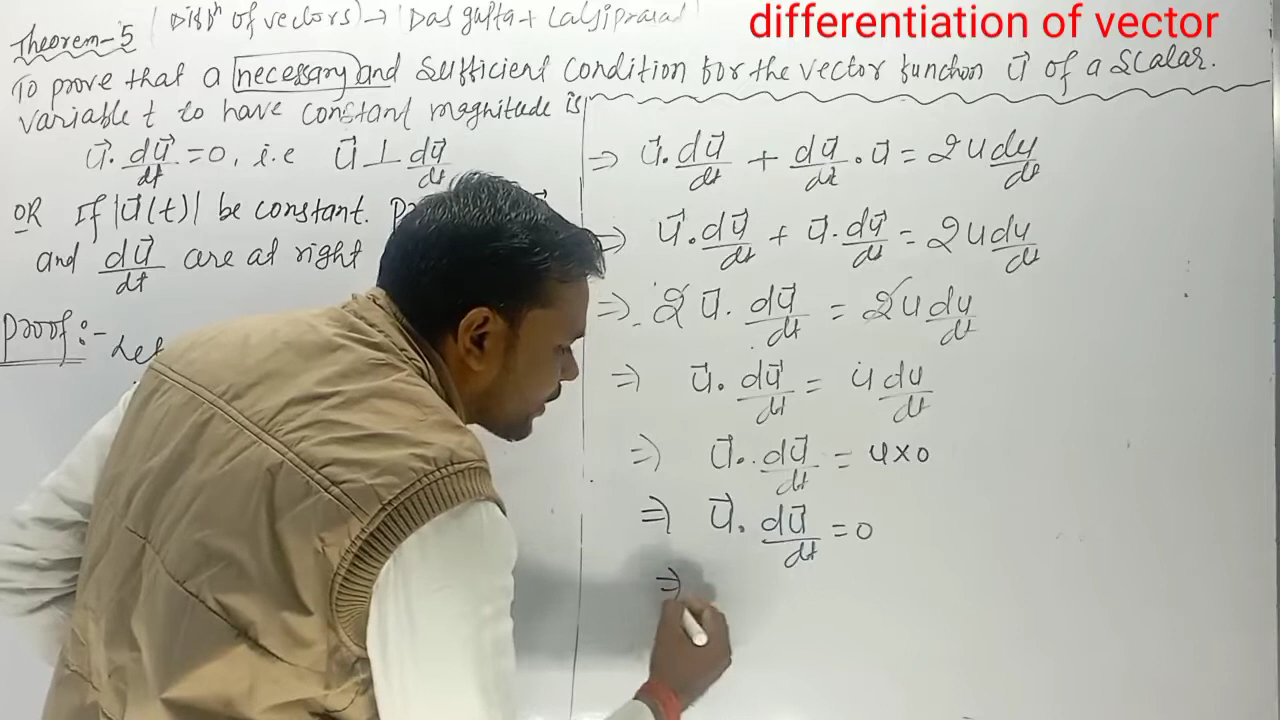 differentiation of vector
Theorem-5 (Diffⁿ of vectors) → Das gupta + Lalji prasad
To prove that a necessary and Sufficient Condition for the vector function u⃗ of a Scalar
variable t to have constant magnitude is
u⃗. du⃗/dt = 0, i.e u⃗ ⊥ du⃗/dt
OR If |u⃗(t)| be constant.
and du⃗/dt are at right
Proof:- Let
⇒ u⃗. du⃗/dt + du⃗/dt . u⃗ = 2u du/dt
⇒ u⃗. du⃗/dt + u⃗. du⃗/dt = 2u du/dt
⇒ 2 u⃗. du⃗/dt = 2u du/dt
⇒ u⃗. du⃗/dt = u du/dt
⇒ u⃗. du⃗/dt = u×0
⇒ u⃗. du⃗/dt = 0
⇒